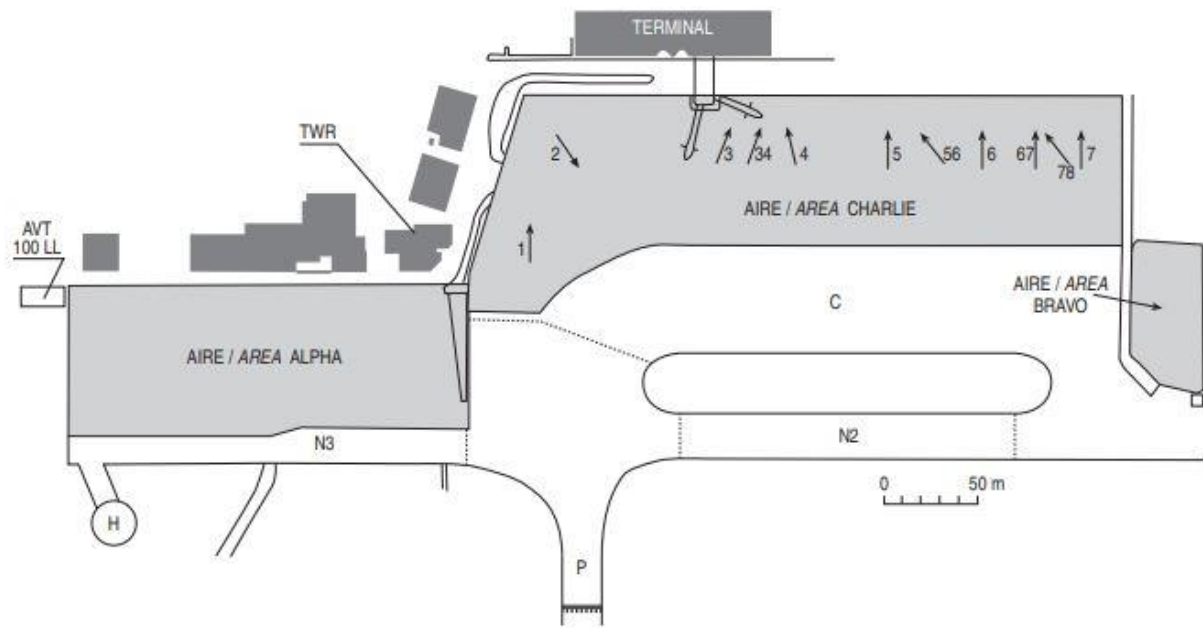 TERMINAL
TWR
2
3
34
4
5
56
6
67
78
7
AIRE / AREA CHARLIE
1
AVT
100 LL
AIRE / AREA
BRAVO
C
AIRE / AREA ALPHA
N3
N2
0 50 m
H
P